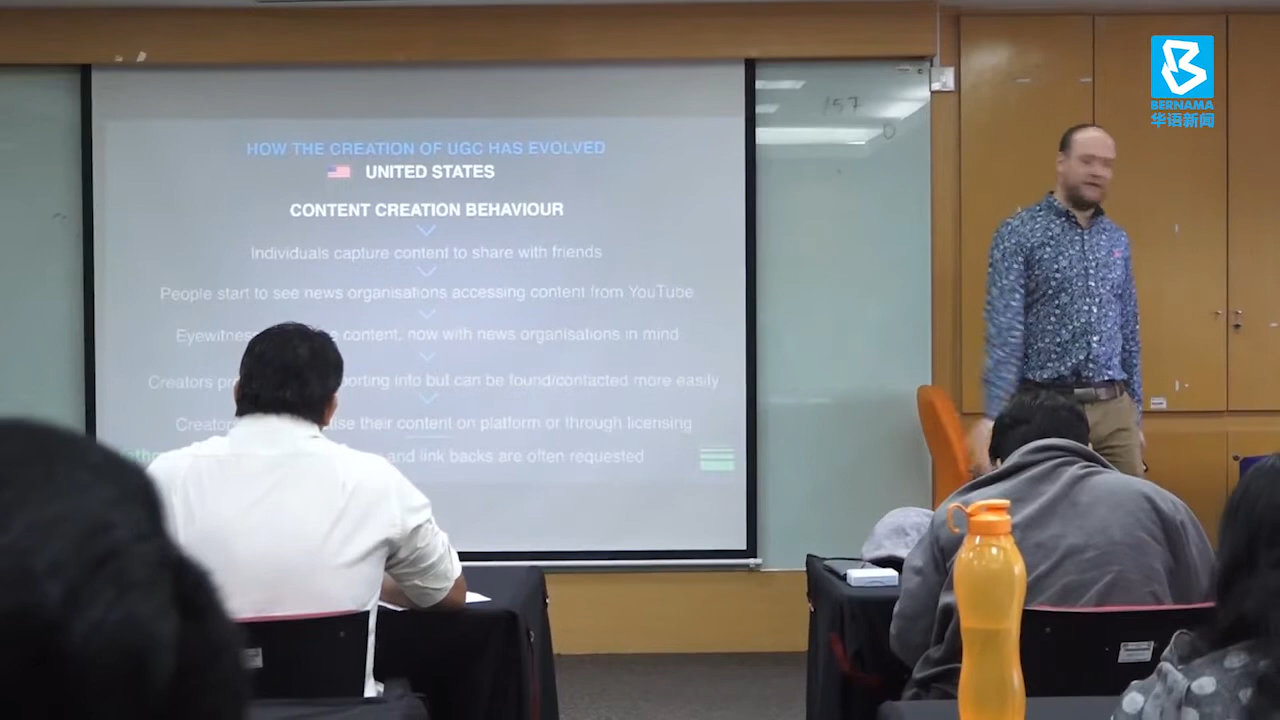 BERNAMA
华语新闻
157
0
HOW THE CREATION OF UGC HAS EVOLVED
UNITED STATES
CONTENT CREATION BEHAVIOUR
Individuals capture content to share with friends
People start to see news organisations accessing content from YouTube
Eyewitness content, now with news organisations in mind
Creators info but can be found/contacted more easily
their content on platform or through licensing
and link backs are often requested